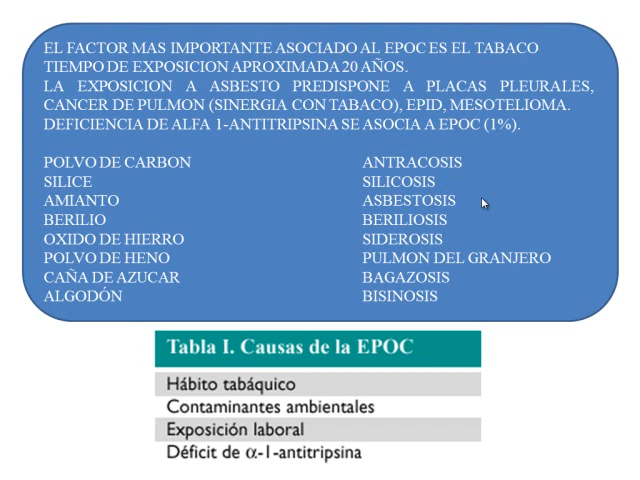 EL FACTOR MAS IMPORTANTE ASOCIADO AL EPOC ES EL TABACO
TIEMPO DE EXPOSICION APROXIMADA 20 AÑOS.
LA EXPOSICION A ASBESTO PREDISPONE A PLACAS PLEURALES,
CANCER DE PULMON (SINERGIA CON TABACO), EPID, MESOTELIOMA.
DEFICIENCIA DE ALFA 1-ANTITRIPSINA SE ASOCIA A EPOC (1%).
POLVO DE CARBON ANTRACOSIS
SILICE SILICOSIS
AMIANTO ASBESTOSIS
BERILIO BERILIOSIS
OXIDO DE HIERRO SIDEROSIS
POLVO DE HENO PULMON DEL GRANJERO
CAÑA DE AZUCAR BAGAZOSIS
ALGODÓN BISINOSIS
Tabla I. Causas de la EPOC
Hábito tabáquico
Contaminantes ambientales
Exposición laboral
Déficit de α-1-antitripsina